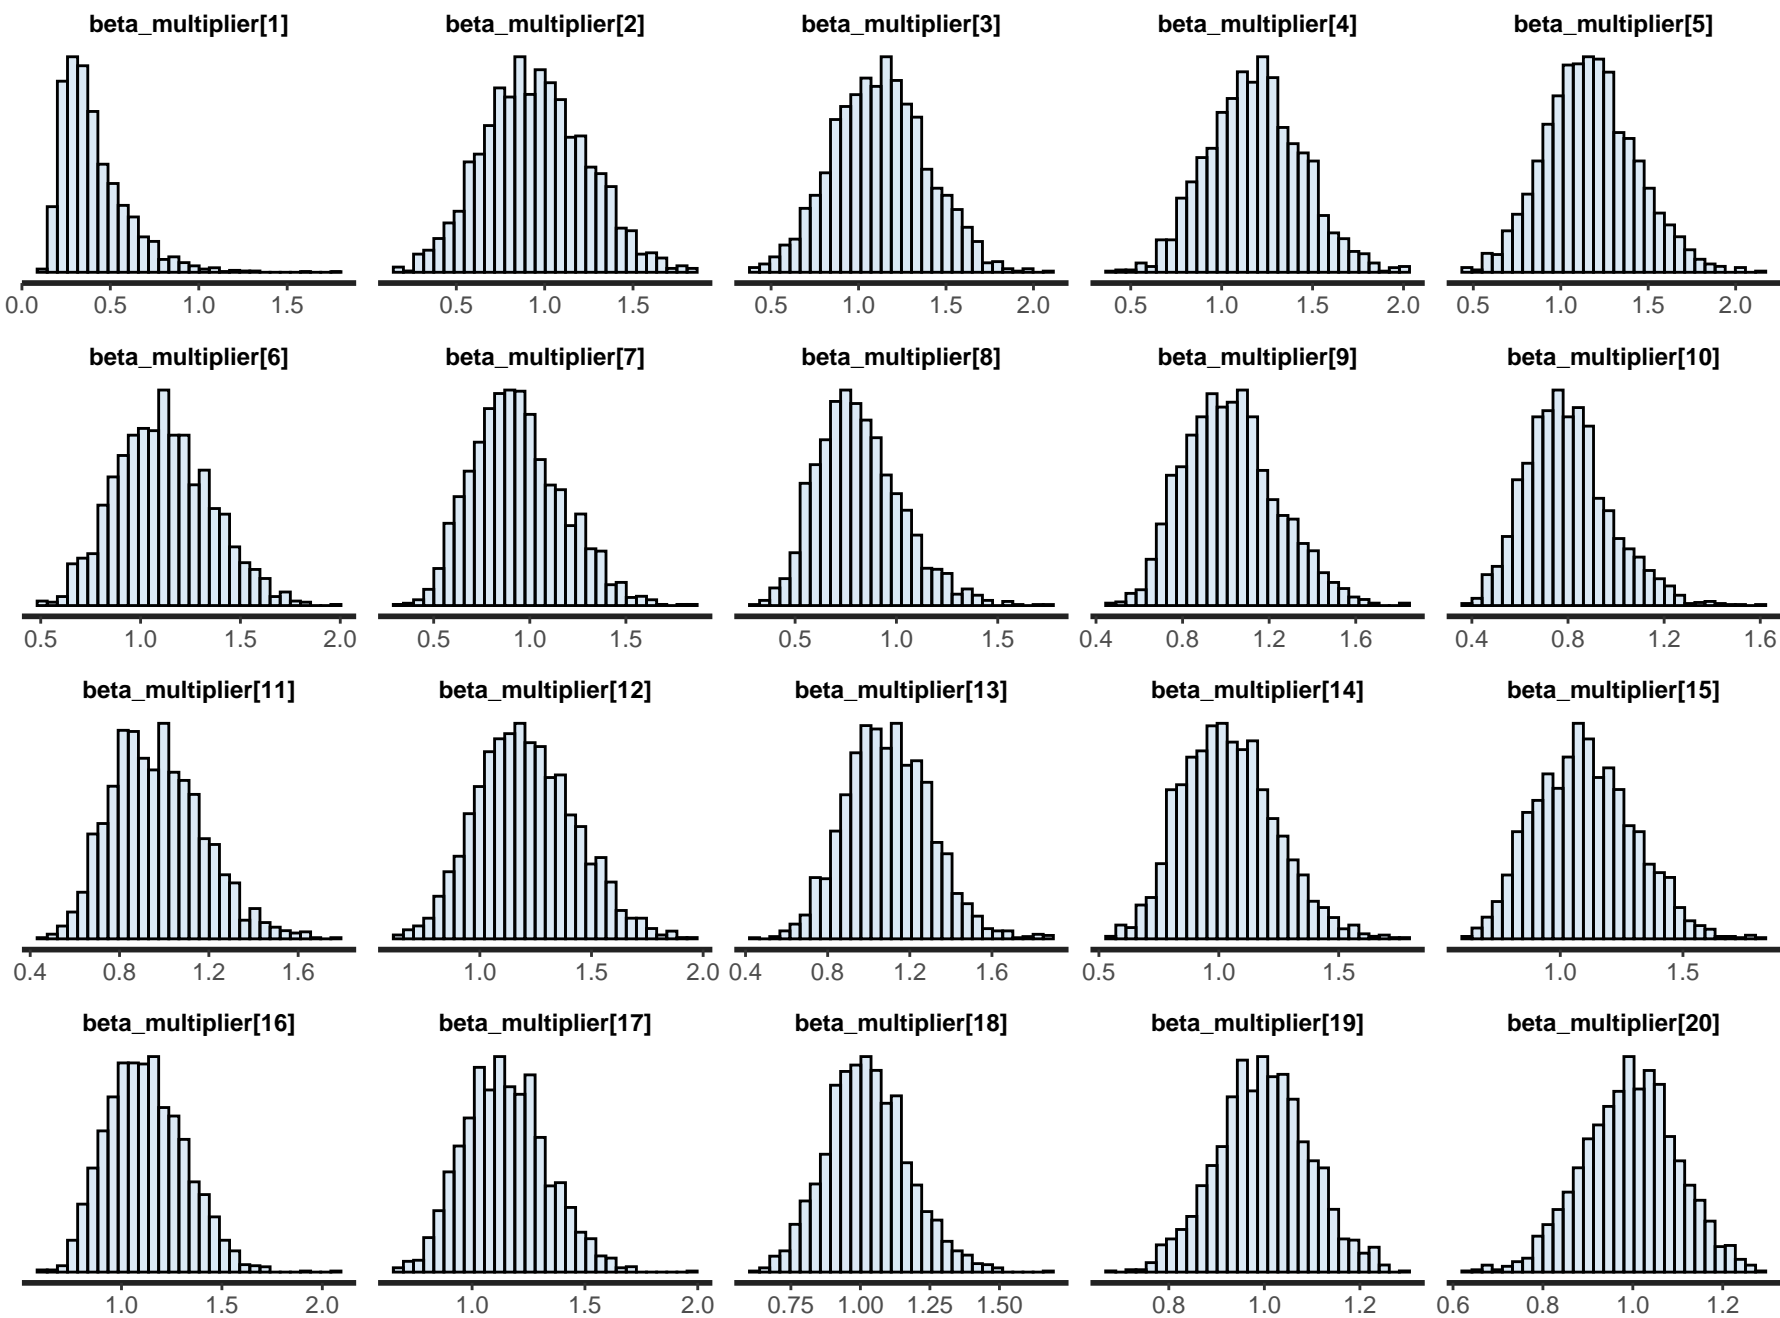 beta_multiplier[1] beta_multiplier[2] beta_multiplier[3] beta_multiplier[4] beta_multiplier[5]
0.0 0.5 1.0 1.5 0.5 1.0 1.5 0.5 1.0 1.5 2.0 0.5 1.0 1.5 2.0 0.5 1.0 1.5 2.0
beta_multiplier[6] beta_multiplier[7] beta_multiplier[8] beta_multiplier[9] beta_multiplier[10]
0.5 1.0 1.5 2.0 0.5 1.0 1.5 0.5 1.0 1.5 0.4 0.8 1.2 1.6 0.4 0.8 1.2 1.6
beta_multiplier[11] beta_multiplier[12] beta_multiplier[13] beta_multiplier[14] beta_multiplier[15]
0.4 0.8 1.2 1.6 1.0 1.5 2.0 0.4 0.8 1.2 1.6 0.5 1.0 1.5 1.0 1.5
beta_multiplier[16] beta_multiplier[17] beta_multiplier[18] beta_multiplier[19] beta_multiplier[20]
1.0 1.5 2.0 1.0 1.5 2.0 0.75 1.00 1.25 1.50 0.8 1.0 1.2 0.6 0.8 1.0 1.2